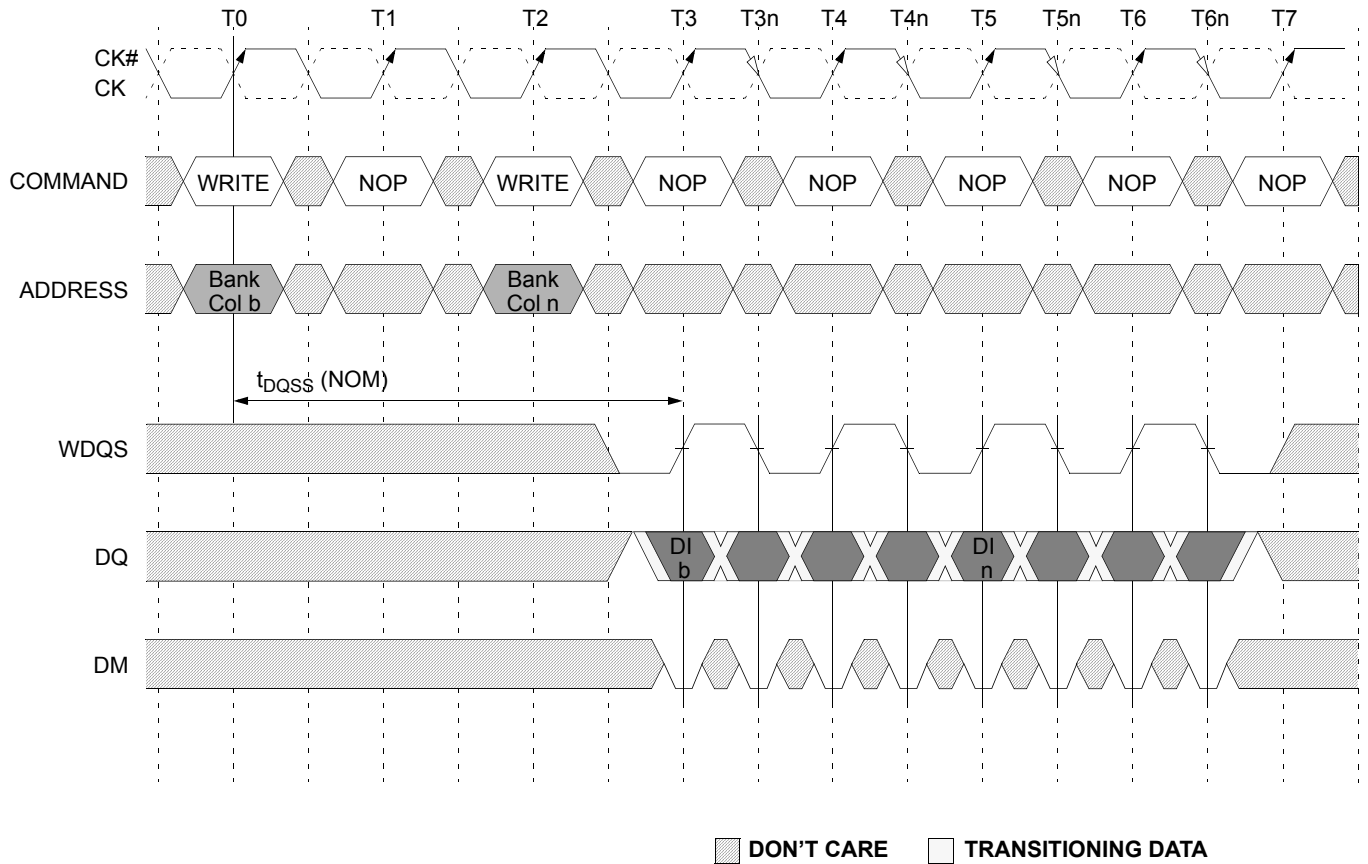 T0 T1 T2 T3 T3n T4 T4n T5 T5n T6 T6n T7
CK#
CK
COMMAND WRITE NOP WRITE NOP NOP NOP NOP NOP
ADDRESS Bank Col b Bank Col n
tDQSS (NOM)
WDQS
DQ DI b DI n
DM
DON'T CARE TRANSITIONING DATA